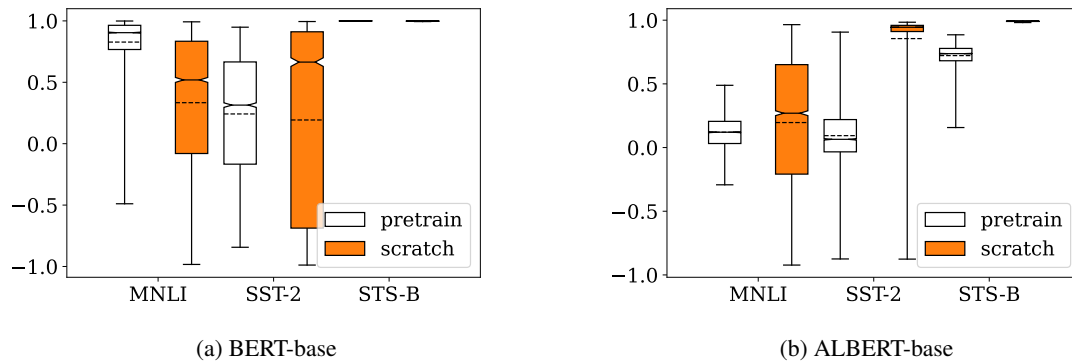 1.0
0.5
0.0
−0.5
−1.0
pretrain
scratch
MNLI SST-2 STS-B
(a) BERT-base
1.0
0.5
0.0
−0.5
−1.0
pretrain
scratch
MNLI SST-2 STS-B
(b) ALBERT-base